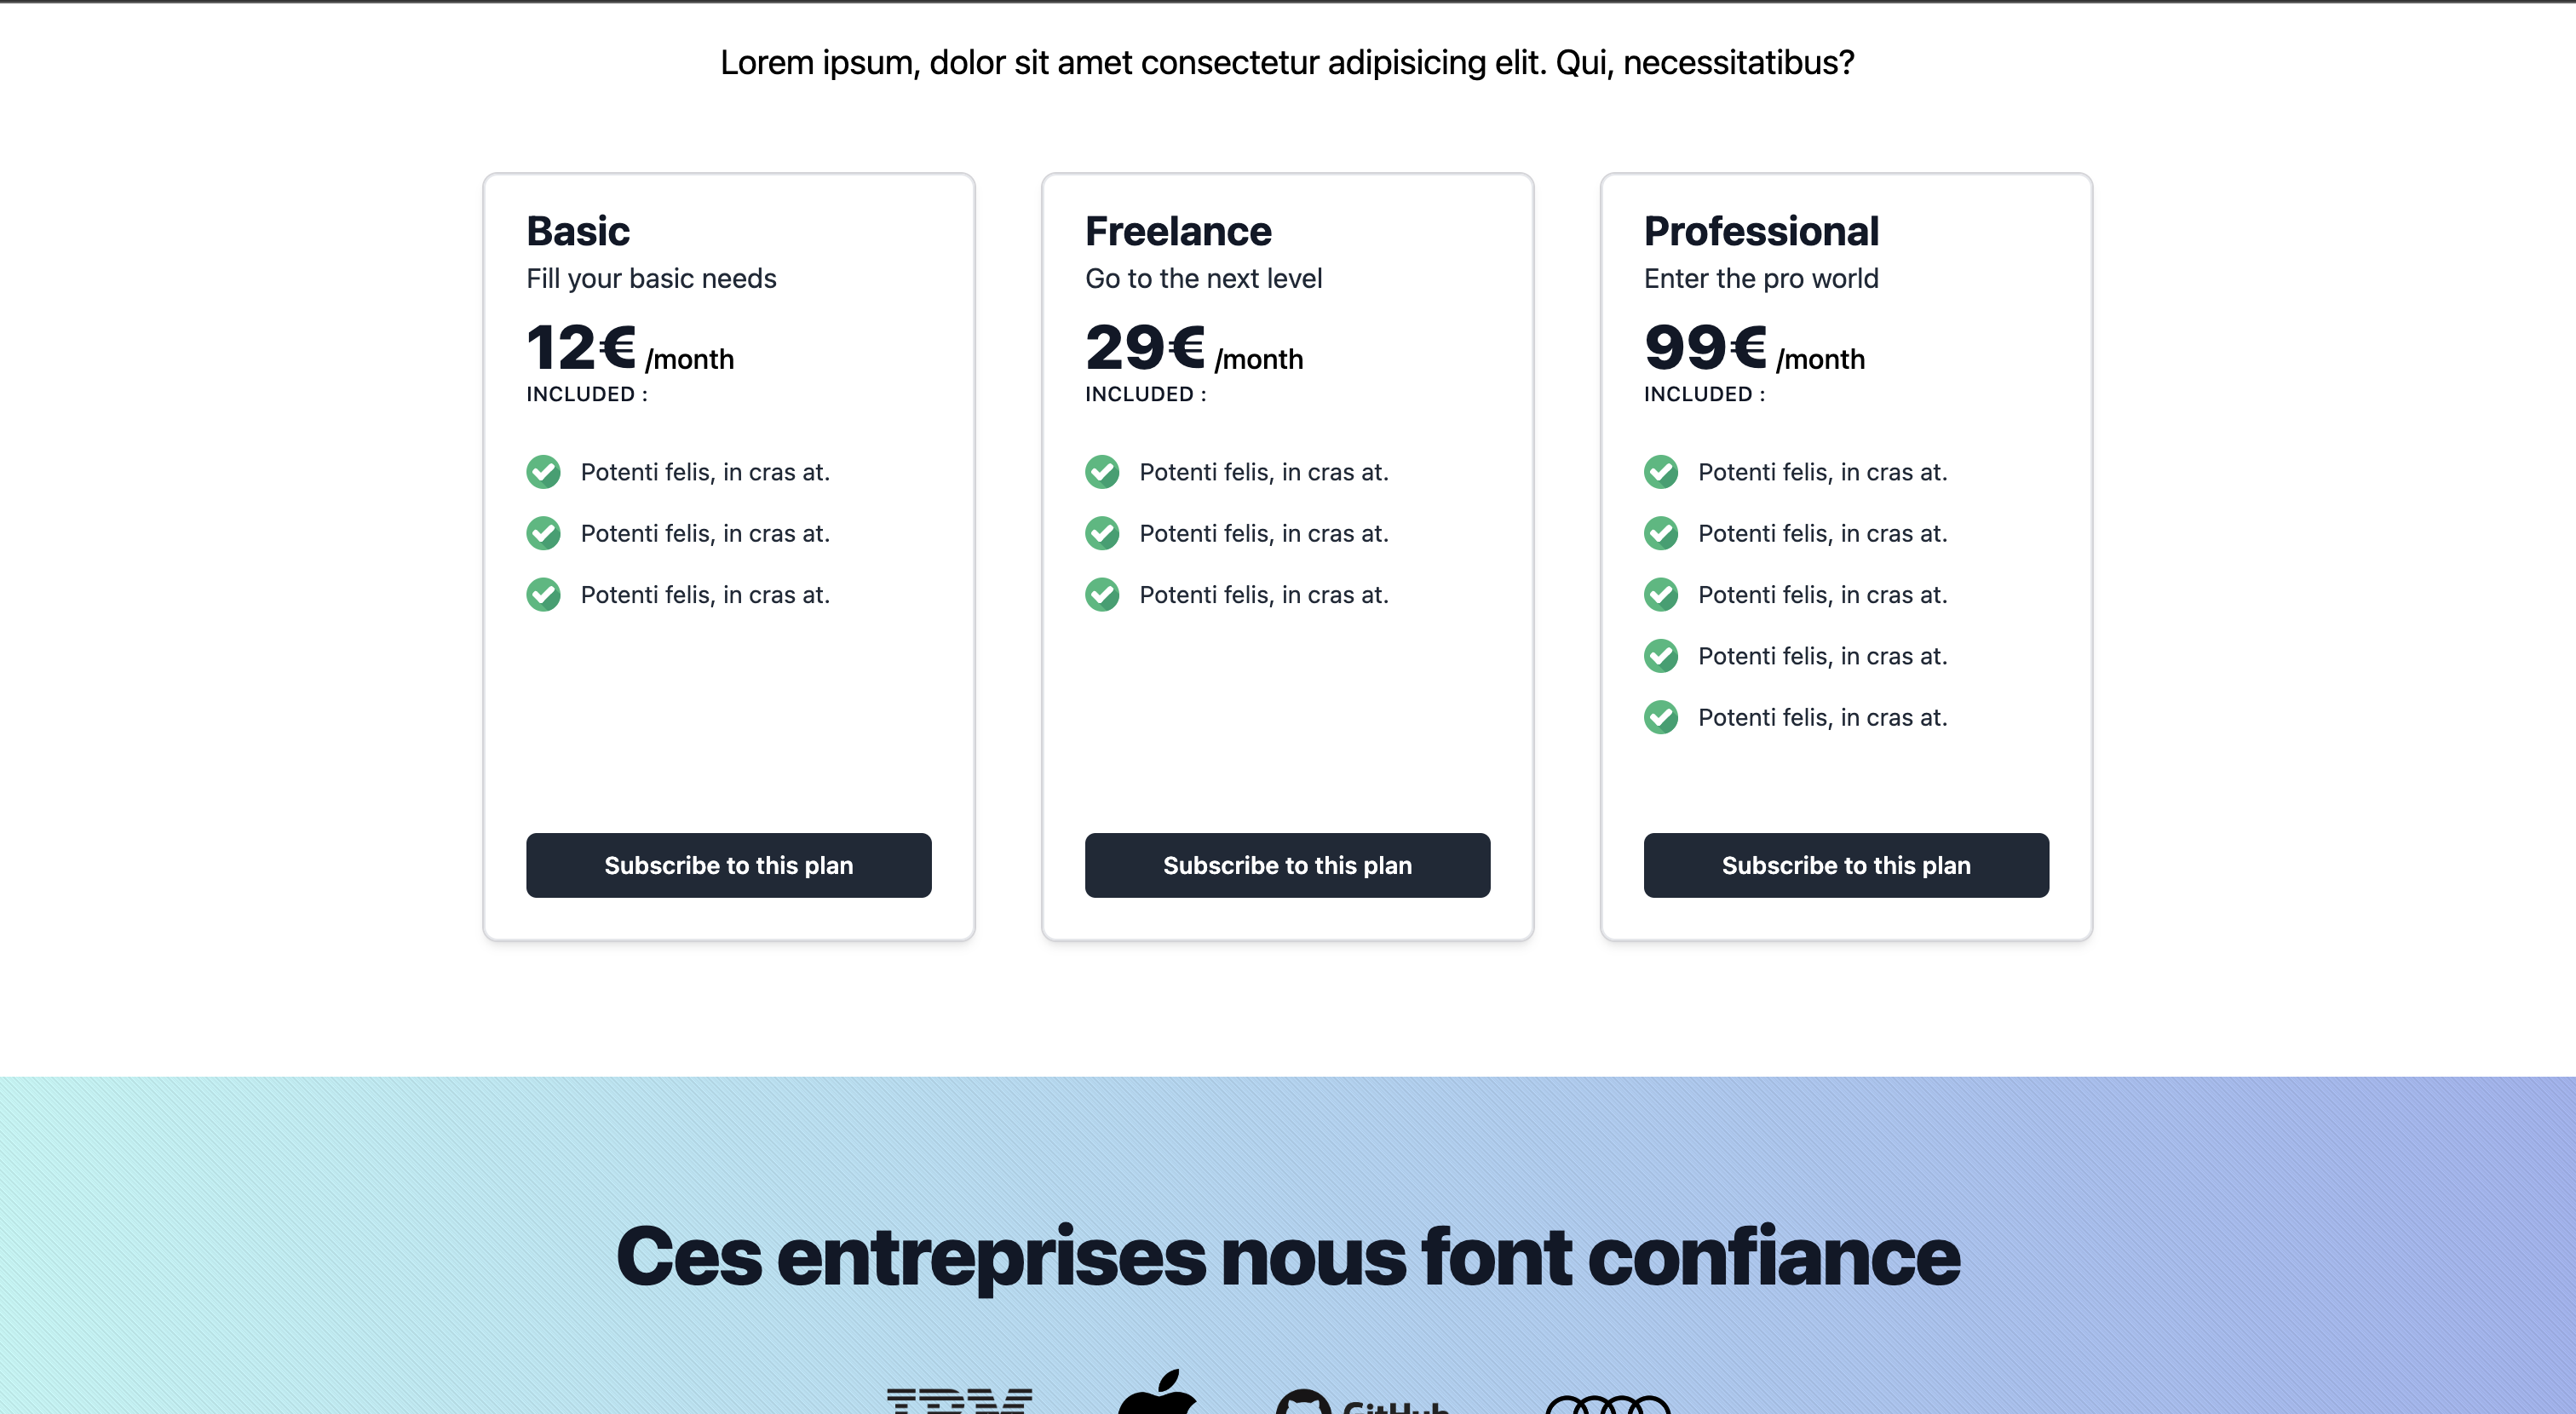 Lorem ipsum, dolor sit amet consectetur adipisicing elit. Qui, necessitatibus?
Basic
Fill your basic needs
12€ /month
INCLUDED :
Potenti felis, in cras at.
Potenti felis, in cras at.
Potenti felis, in cras at.
Subscribe to this plan
Freelance
Go to the next level
29€ /month
INCLUDED :
Potenti felis, in cras at.
Potenti felis, in cras at.
Potenti felis, in cras at.
Subscribe to this plan
Professional
Enter the pro world
99€ /month
INCLUDED :
Potenti felis, in cras at.
Potenti felis, in cras at.
Potenti felis, in cras at.
Potenti felis, in cras at.
Potenti felis, in cras at.
Subscribe to this plan
Ces entreprises nous font confiance
IBM
GitHub